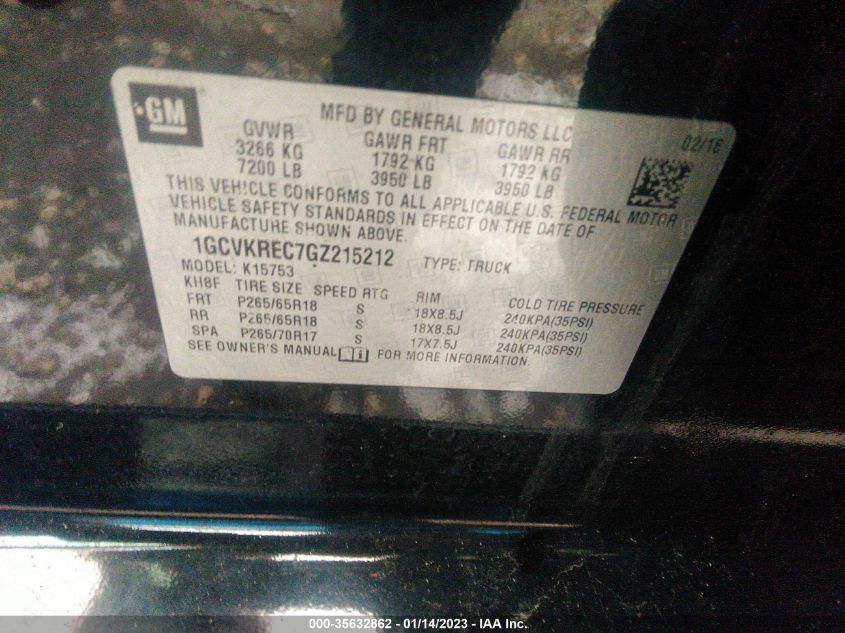 GM
MFD BY GENERAL MOTORS LLC
02/16
GVWR GAWR FRT GAWR RR
3266 KG 1792 KG 1792 KG
7200 LB 3950 LB 3950 LB
THIS VEHICLE CONFORMS TO ALL APPLICABLE U.S. FEDERAL MOTOR
VEHICLE SAFETY STANDARDS IN EFFECT ON THE DATE OF
MANUFACTURE SHOWN ABOVE.
1GCVKREC7GZ215212 TYPE: TRUCK
MODEL: K15753
KH8F TIRE SIZE SPEED RTG RIM COLD TIRE PRESSURE
FRT P265/65R18 S 18X8.5J 240KPA(35PSI)
RR P265/65R18 S 18X8.5J 240KPA(35PSI)
SPA P265/70R17 S 17X7.5J 240KPA(35PSI)
SEE OWNER'S MANUAL FOR MORE INFORMATION.
000-35632862 - 01/14/2023 - IAA Inc.